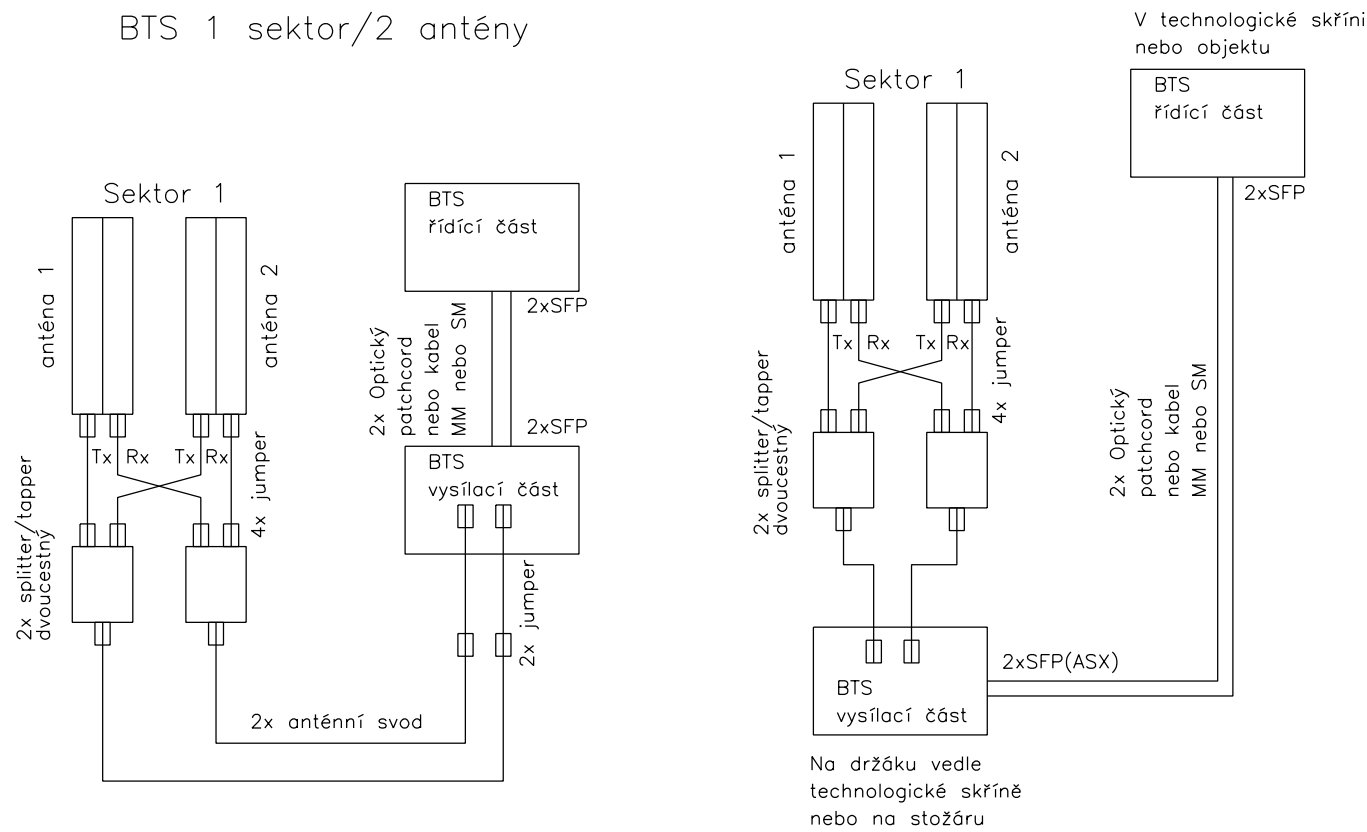 BTS 1 sektor/2 antény
Sektor 1
anténa 1
anténa 2
Tx
Rx
Tx
Rx
4x jumper
2x splitter/tapper
dvoucestný
BTS
řídící část
2xSFP
2x Optický
patchcord
nebo kabel
MM nebo SM
2xSFP
BTS
vysílací část
2x jumper
2x anténní svod
V technologické skříni
nebo objektu
Sektor 1
anténa 1
anténa 2
BTS
řídící část
2xSFP
Tx
Rx
Tx
Rx
4x jumper
2x splitter/tapper
dvoucestný
2x Optický
patchcord
nebo kabel
MM nebo SM
2xSFP(ASX)
BTS
vysílací část
Na držáku vedle
technologické skříně
nebo na stožáru